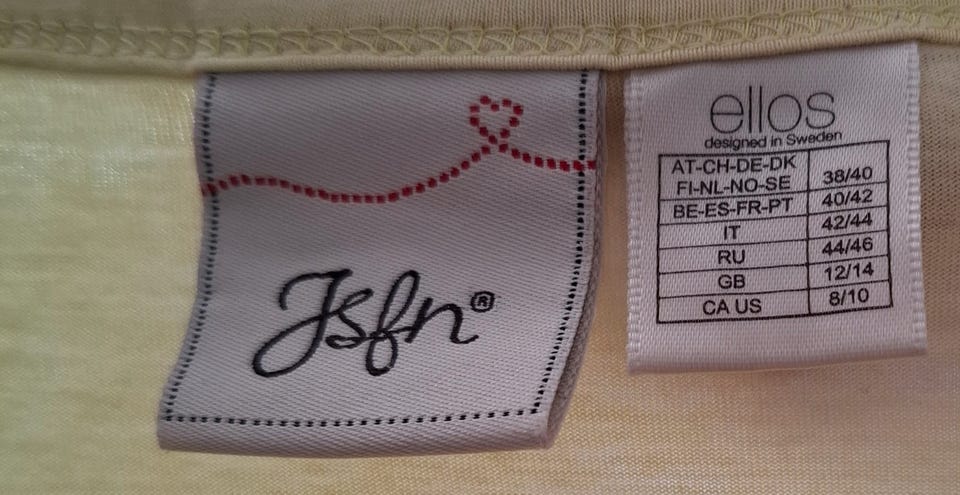 Jsfn®
ellos
designed in Sweden
AT-CH-DE-DK
FI-NL-NO-SE 38/40
BE-ES-FR-PT 40/42
IT 42/44
RU 44/46
GB 12/14
CA US 8/10